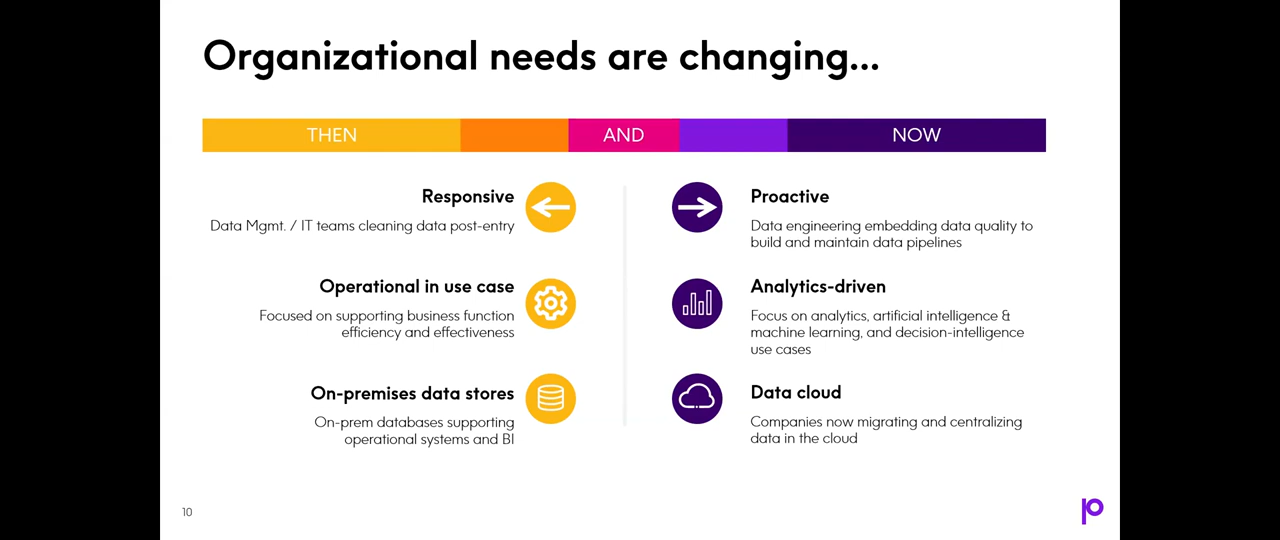 Organizational needs are changing...
THEN
AND
NOW
Responsive
Data Mgmt. / IT teams cleaning data post-entry
Operational in use case
Focused on supporting business function
efficiency and effectiveness
On-premises data stores
On-prem databases supporting
operational systems and BI
Proactive
Data engineering embedding data quality to
build and maintain data pipelines
Analytics-driven
Focus on analytics, artificial intelligence &
machine learning, and decision-intelligence
use cases
Data cloud
Companies now migrating and centralizing
data in the cloud
10